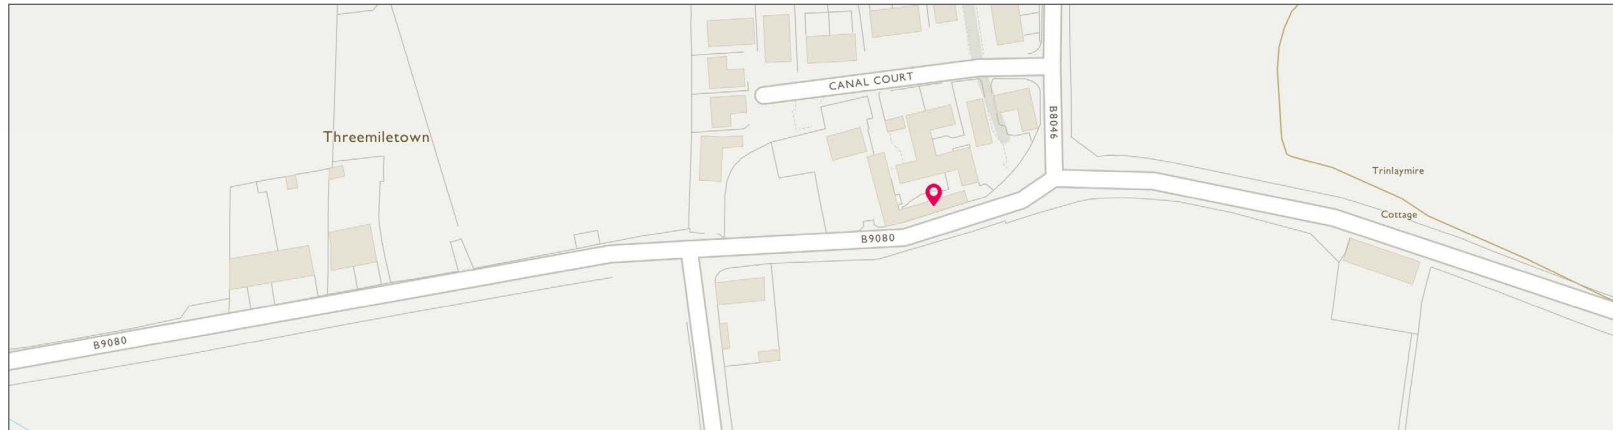 CANAL COURT
B8046
Threemiletown
Trinlaymire
Cottage
B9080
B9080